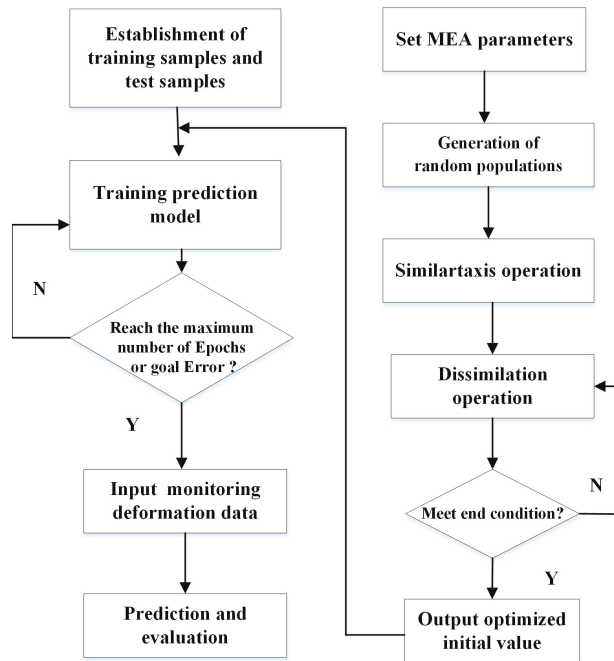 Establishment of
training samples and
test samples
Training prediction
model
N
Reach the maximum
number of Epochs
or goal Error ?
Y
Input monitoring
deformation data
Prediction and
evaluation
Set MEA parameters
Generation of
random populations
Similartaxis operation
Dissimilation
operation
N
Meet end condition?
Y
Output optimized
initial value